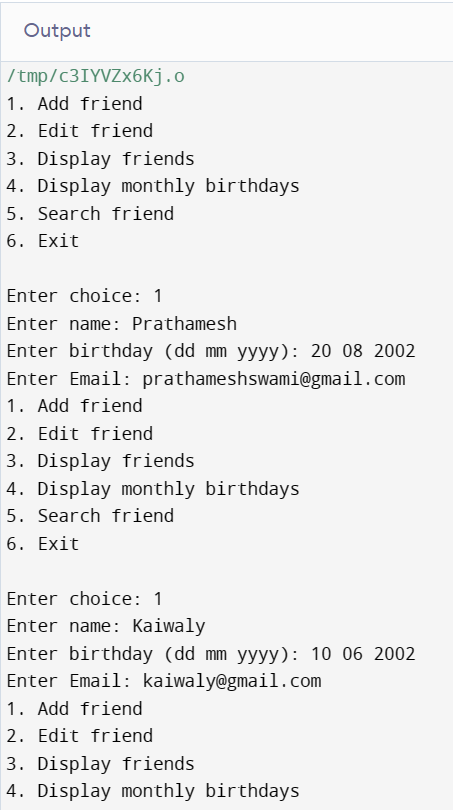 Output
/tmp/c3IYVZx6Kj.o
1. Add friend
2. Edit friend
3. Display friends
4. Display monthly birthdays
5. Search friend
6. Exit
Enter choice: 1
Enter name: Prathamesh
Enter birthday (dd mm yyyy): 20 08 2002
Enter Email: prathameshswami@gmail.com
1. Add friend
2. Edit friend
3. Display friends
4. Display monthly birthdays
5. Search friend
6. Exit
Enter choice: 1
Enter name: Kaiwaly
Enter birthday (dd mm yyyy): 10 06 2002
Enter Email: kaiwaly@gmail.com
1. Add friend
2. Edit friend
3. Display friends
4. Display monthly birthdays